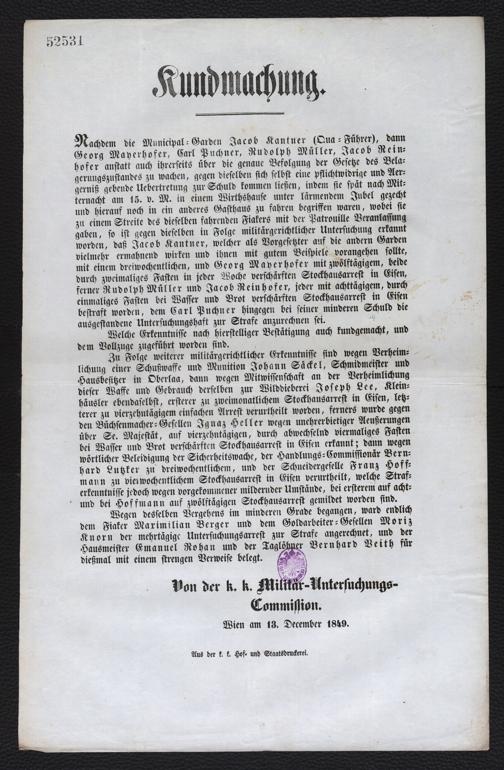 52531
Kundmachung.
Nachdem die Municipal-Garden Jacob Kantner (Qua-Führer), dann
Georg Mayerhofer, Carl Puchner, Rudolph Müller, Jacob Rein-
hofer anstatt auch ihrerseits über die genaue Befolgung der Gesetze des Bela-
gerungszustandes zu wachen, gegen dieselben sich selbst eine pflichtwidrige und Aer-
gerniß gebende Uebertretung zur Schuld kommen ließen, indem sie spät nach Mit-
ternacht am 15. v. M. in einem Wirthshause unter lärmendem Jubel gezecht
und hierauf noch in ein anderes Gasthaus zu fahren begriffen waren, wobei sie
zu einem Streite des dieselben fahrenden Fiakers mit der Patrouille Veranlassung
gaben, so ist gegen dieselben in Folge militärgerichtlicher Untersuchung erkannt
worden, daß Jacob Kantner, welcher als Vorgesetzter auf die andern Garden
vielmehr ermahnend wirken und ihnen mit gutem Beispiele vorangehen sollte,
mit einem dreiwochentlichen, und Georg Mayerhofer mit zwölftägigem, beide
durch zweimaliges Fasten in jeder Woche verschärften Stockhausarrest in Eisen,
ferner Rudolph Müller und Jacob Reinhofer, jeder mit achttägigem, durch
einmaliges Fasten bei Wasser und Brot verschärften Stockhausarrest in Eisen
bestraft worden, dem Carl Puchner hingegen bei seiner minderen Schuld die
ausgestandene Untersuchungshaft zur Strafe anzurechnen sei.
Welche Erkenntnisse nach hierstelliger Bestätigung auch kundgemacht, und
dem Vollzuge zugeführt worden sind.
Zu Folge weiterer militärgerichtlicher Erkenntnisse sind wegen Verheim-
lichung einer Schußwaffe und Munition Johann Säckel, Schmidmeister und
Hausbesitzer in Oberlaa, dann wegen Mitwissenschaft an der Verheimlichung
dieser Waffe und Gebrauch derselben zur Wilddieberei Joseph Lee, Klein-
häusler ebendaselbst, ersterer zu zweimonatlichem Stockhausarrest in Eisen, letz-
terer zu vierzehntägigem einfachen Arrest verurtheilt worden, ferners wurde gegen
den Büchsenmacher-Gesellen Ignaz Heller wegen unehrerbietiger Aeußerungen
über Se. Majestät, auf vierzehntägigen, durch abwechselnd viermaliges Fasten
bei Wasser und Brot verschärften Stockhausarrest in Eisen erkannt; dann wegen
wörtlicher Beleidigung der Sicherheitswache, der Handlungs-Commissionär Bern-
hard Lutzker zu dreiwochentlichem, und der Schneidergeselle Franz Hoff-
mann zu vierwochentlichem Stockhausarrest in Eisen verurtheilt, welche Straf-
erkenntnisse jedoch wegen vorgekommener mildernder Umstände, bei ersterem auf acht-
und bei Hoffmann auf zwölftägigen Stockhausarrest gemildert worden sind.
Wegen desselben Vergehens im minderen Grade begangen, ward endlich
dem Fiaker Maximilian Berger und dem Goldarbeiter-Gesellen Moriz
Knorn der mehrtägige Untersuchungsarrest zur Strafe angerechnet, und der
Hausmeister Emanuel Rohan und der Taglöhner Bernhard Veith für
dießmal mit einem strengen Verweise belegt.
Von der k. k. Militär-Untersuchungs-
Commission.
Wien am 13. December 1849.
Aus der k. k. Hof- und Staatsdruckerei.